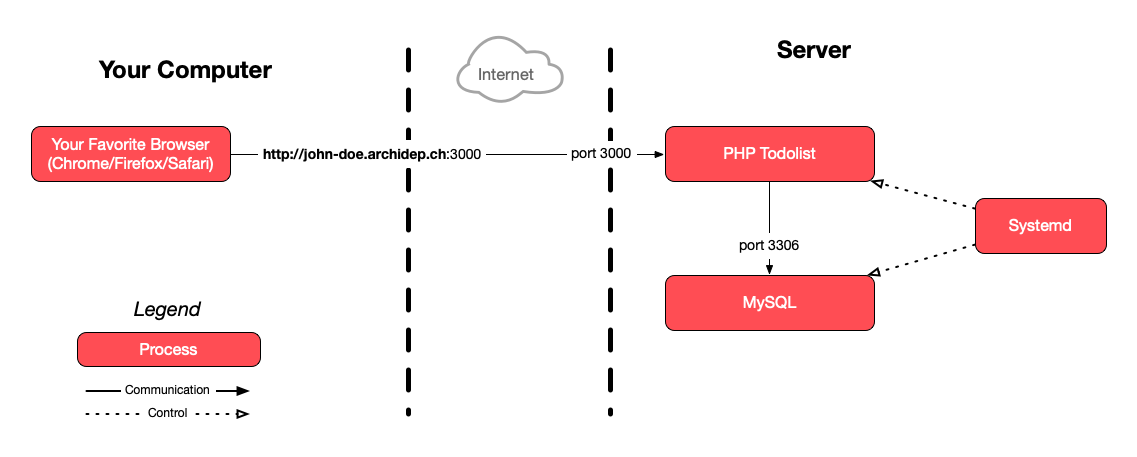 Your Computer
Internet
Server
Your Favorite Browser
(Chrome/Firefox/Safari)
http://john-doe.archidep.ch:3000
port 3000
PHP Todolist
Systemd
port 3306
MySQL
Legend
Process
Communication
Control